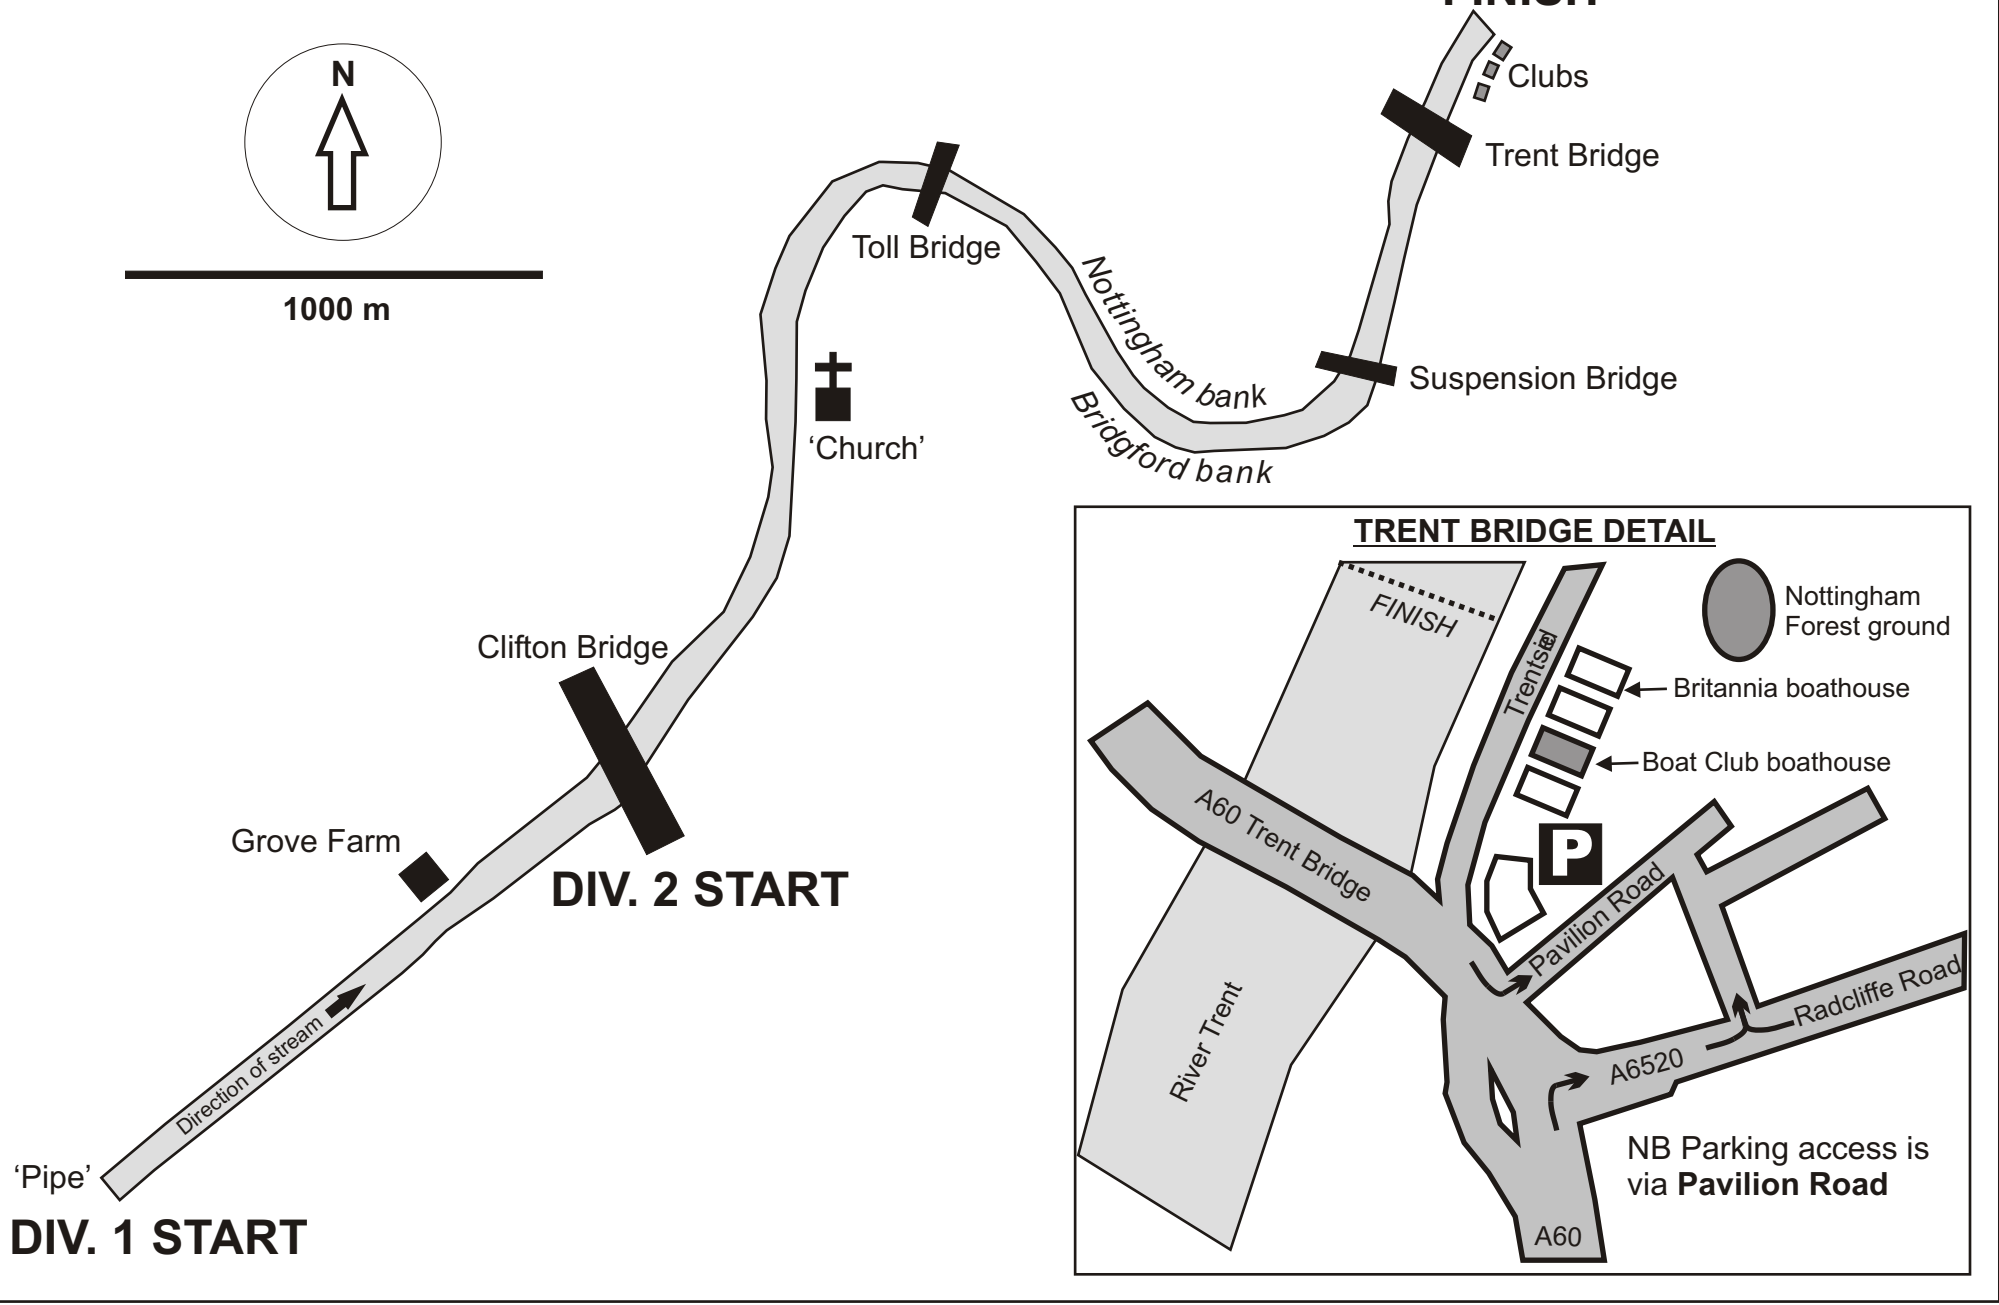 FINISH
N
Clubs
Trent Bridge
Toll Bridge
1000 m
Nottingham bank
Bridgford bank
Suspension Bridge
‘Church’
Clifton Bridge
Grove Farm
DIV. 2 START
Direction of stream
‘Pipe’
DIV. 1 START
TRENT BRIDGE DETAIL
FINISH
Nottingham
Forest ground
Trentside
Britannia boathouse
Boat Club boathouse
A60 Trent Bridge
P
Pavilion Road
River Trent
Radcliffe Road
A6520
NB Parking access is
via Pavilion Road
A60